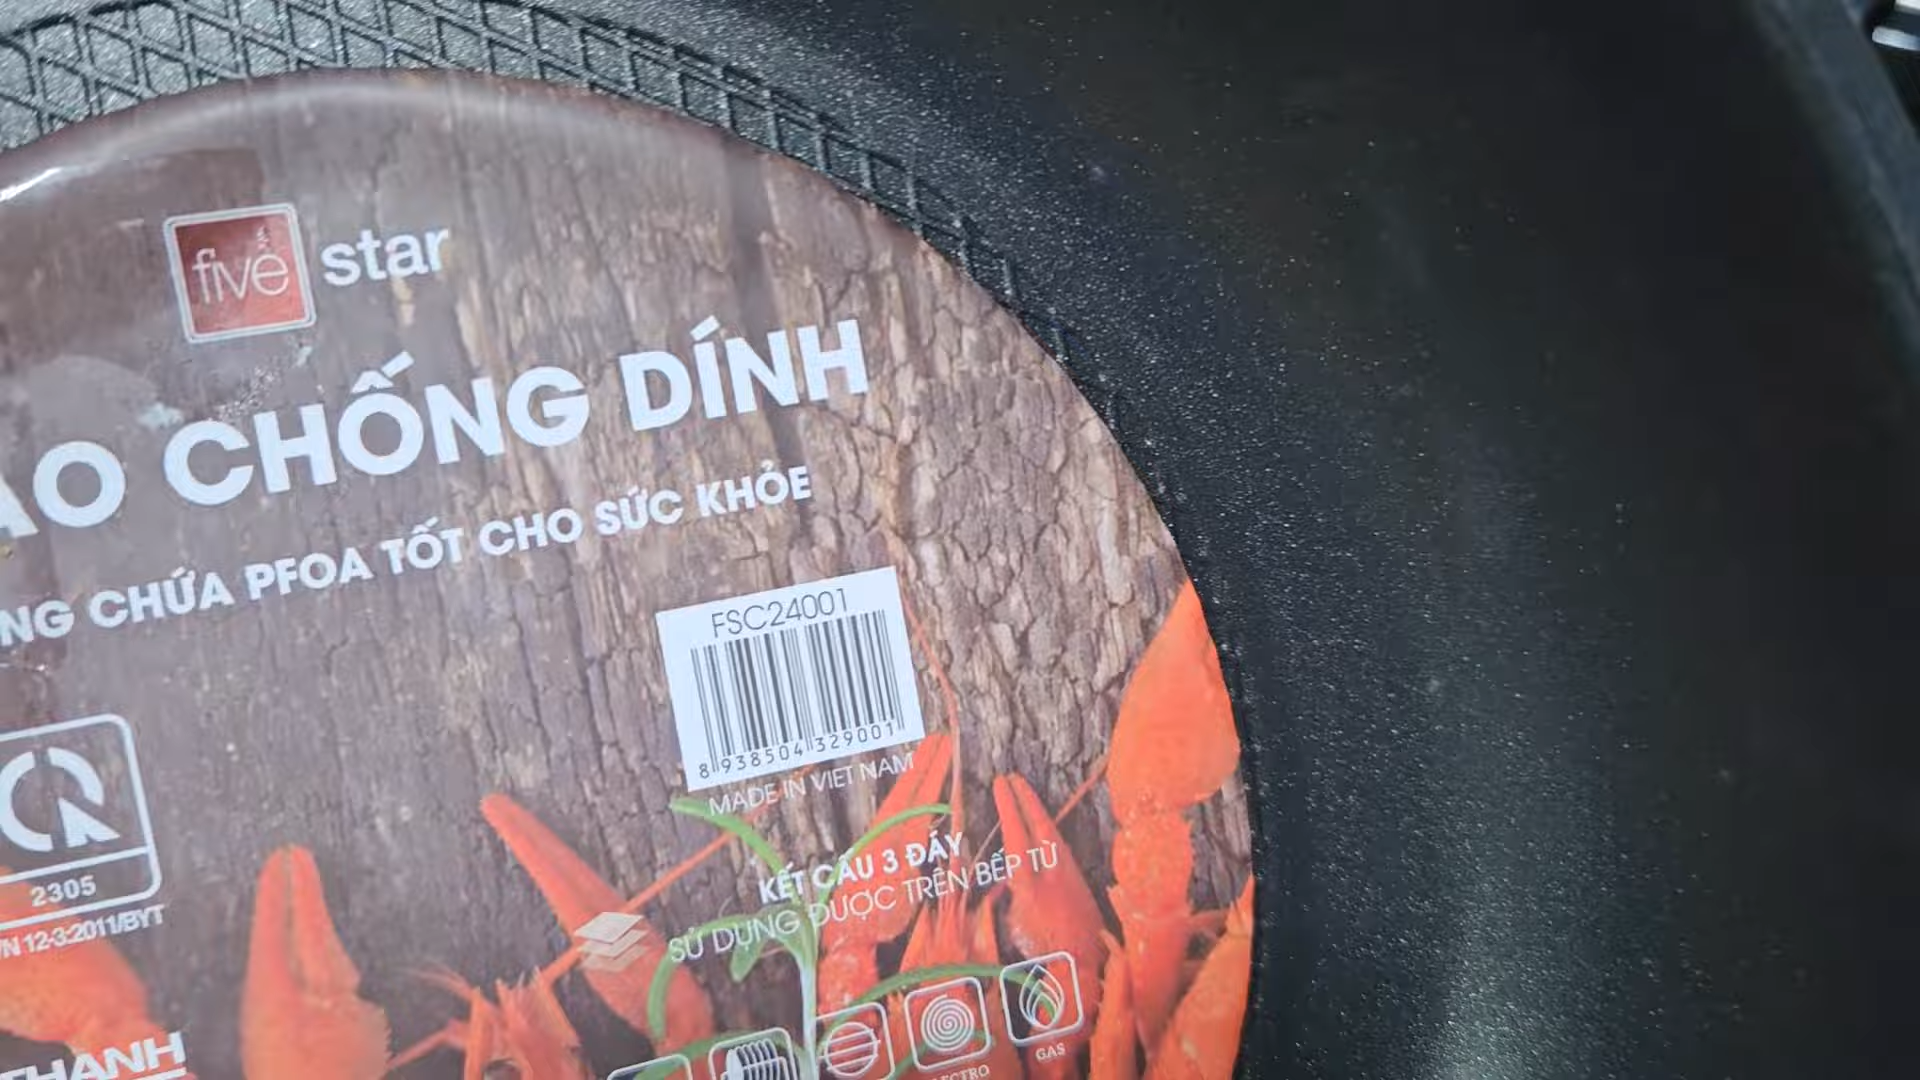 five star
ẢO CHỐNG DÍNH
NG CHỨA PFOA TỐT CHO SỨC KHỎE
FSC24001
8 938504 329001
MADE IN VIET NAM
2305
12-3:2011/BYT
KẾT CẤU 3 ĐÁY
SỬ DỤNG ĐƯỢC TRÊN BẾP TỪ
GAS
THANH